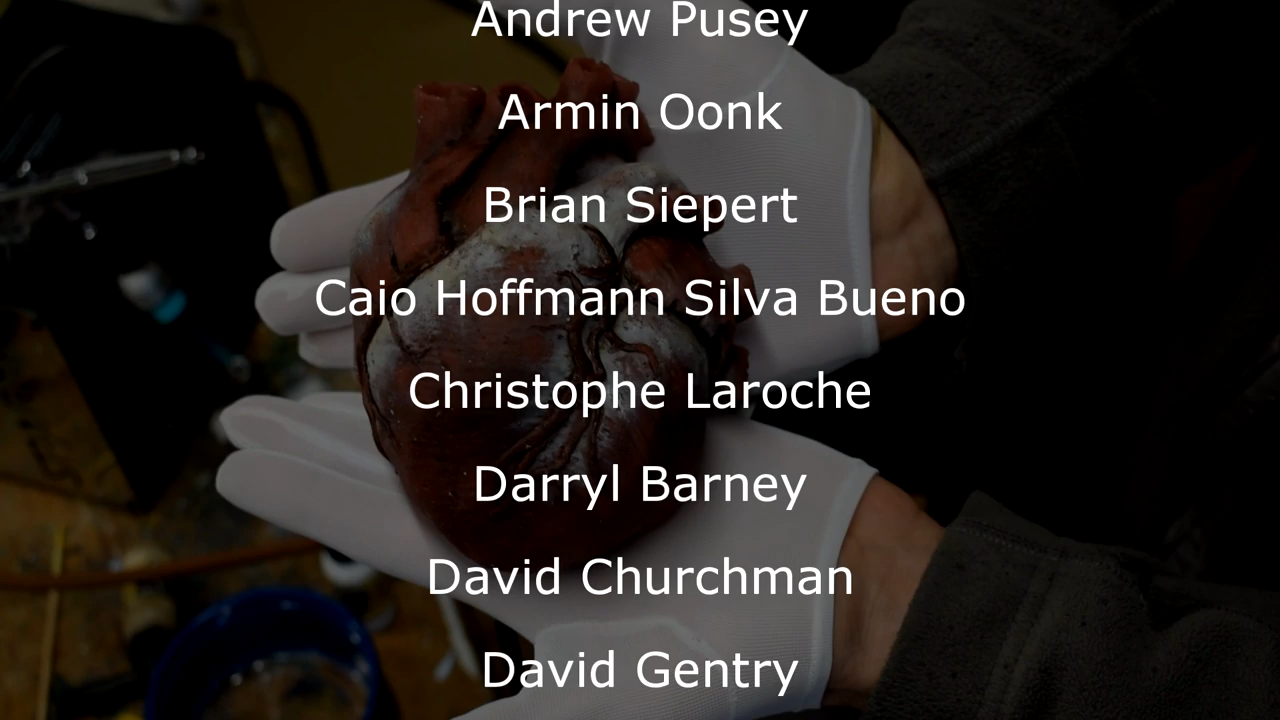 Andrew Pusey
Armin Oonk
Brian Siepert
Caio Hoffmann Silva Bueno
Christophe Laroche
Darryl Barney
David Churchman
David Gentry